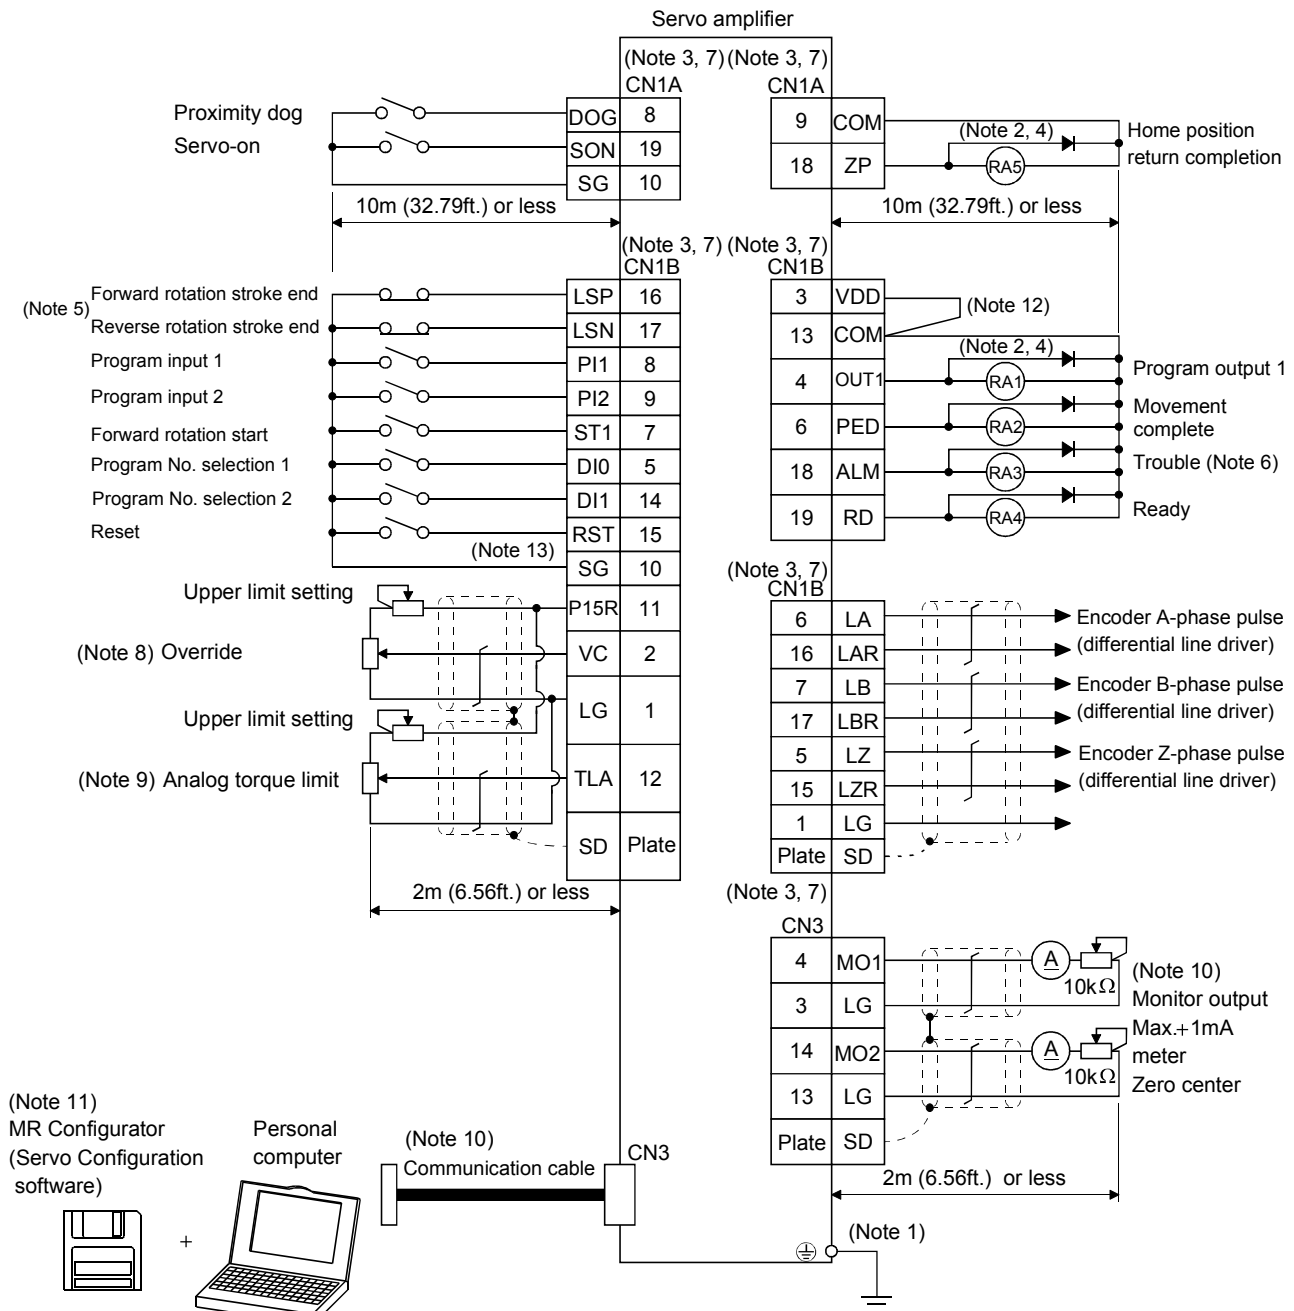 Servo amplifier
(Note 3, 7) (Note 3, 7)
CN1A CN1A
Proximity dog DOG 8
Servo-on SON 19
SG 10
10m (32.79ft.) or less
9 COM
18 ZP
(Note 2, 4)
RA5
Home position
return completion
10m (32.79ft.) or less
(Note 3, 7) (Note 3, 7)
CN1B CN1B
(Note 5)
Forward rotation stroke end LSP 16
Reverse rotation stroke end LSN 17
Program input 1 PI1 8
Program input 2 PI2 9
Forward rotation start ST1 7
Program No. selection 1 DI0 5
Program No. selection 2 DI1 14
Reset RST 15
(Note 13)
SG 10
Upper limit setting P15R 11
(Note 8) Override VC 2
LG 1
Upper limit setting
(Note 9) Analog torque limit TLA 12
SD Plate
2m (6.56ft.) or less
3 VDD
(Note 12)
13 COM
(Note 2, 4)
4 OUT1 RA1 Program output 1
6 PED RA2 Movement
complete
18 ALM RA3 Trouble (Note 6)
19 RD RA4 Ready
(Note 3, 7)
CN1B
6 LA Encoder A-phase pulse
16 LAR (differential line driver)
7 LB Encoder B-phase pulse
17 LBR (differential line driver)
5 LZ Encoder Z-phase pulse
15 LZR (differential line driver)
1 LG
Plate SD
(Note 3, 7)
CN3
4 MO1 A 10kΩ
3 LG
14 MO2 A 10kΩ
13 LG
Plate SD
(Note 10)
Monitor output
Max.+1mA
meter
Zero center
2m (6.56ft.) or less
(Note 11)
MR Configurator
(Servo Configuration
software)
+
Personal
computer
(Note 10)
Communication cable
CN3
(Note 1)